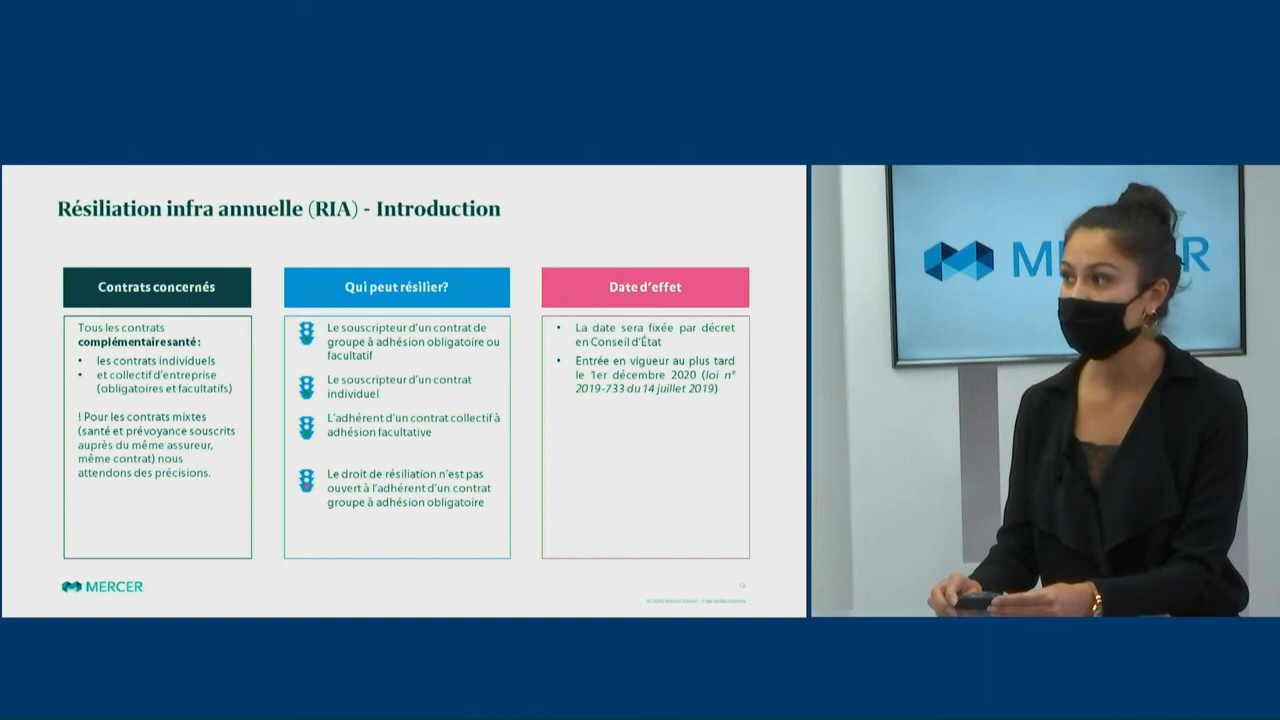 Résiliation infra annuelle (RIA) - Introduction
Contrats concernés
Tous les contrats
complémentaire santé :
• les contrats individuels
• et collectif d'entreprise
(obligatoires et facultatifs)
! Pour les contrats mixtes
(santé et prévoyance souscrits
auprès du même assureur,
même contrat) nous
attendons des précisions.
Qui peut résilier?
Le souscripteur d'un contrat de
groupe à adhésion obligatoire ou
facultatif
Le souscripteur d'un contrat
individuel
L'adhérent d'un contrat collectif à
adhésion facultative
Le droit de résiliation n'est pas
ouvert à l'adhérent d'un contrat
groupe à adhésion obligatoire
Date d'effet
• La date sera fixée par décret
en Conseil d'État
• Entrée en vigueur au plus tard
le 1er décembre 2020 (loi n°
2019-733 du 14 juillet 2019)
MERCER